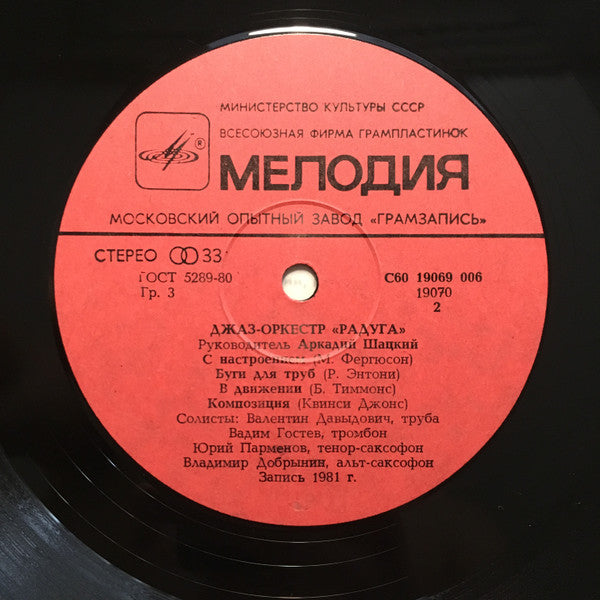 МИНИСТЕРСТВО КУЛЬТУРЫ СССР
ВСЕСОЮЗНАЯ ФИРМА ГРАМПЛАСТИНОК
®
МЕЛОДИЯ
МОСКОВСКИЙ ОПЫТНЫЙ ЗАВОД «ГРАМЗАПИСЬ»
СТЕРЕО 33
ГОСТ 5289-80
Гр. 3
С60 19069 006
19070
2
ДЖАЗ-ОРКЕСТР «РАДУГА»
Руководитель Аркадий Шацкий
С настроением (М. Фергюсон)
Буги для труб (Р. Энтони)
В движении (Б. Тиммонс)
Композиция (Квинси Джонс)
Солисты: Валентин Давыдович, труба
Вадим Гостев, тромбон
Юрий Парменов, тенор-саксофон
Владимир Добрынин, альт-саксофон
Запись 1981 г.